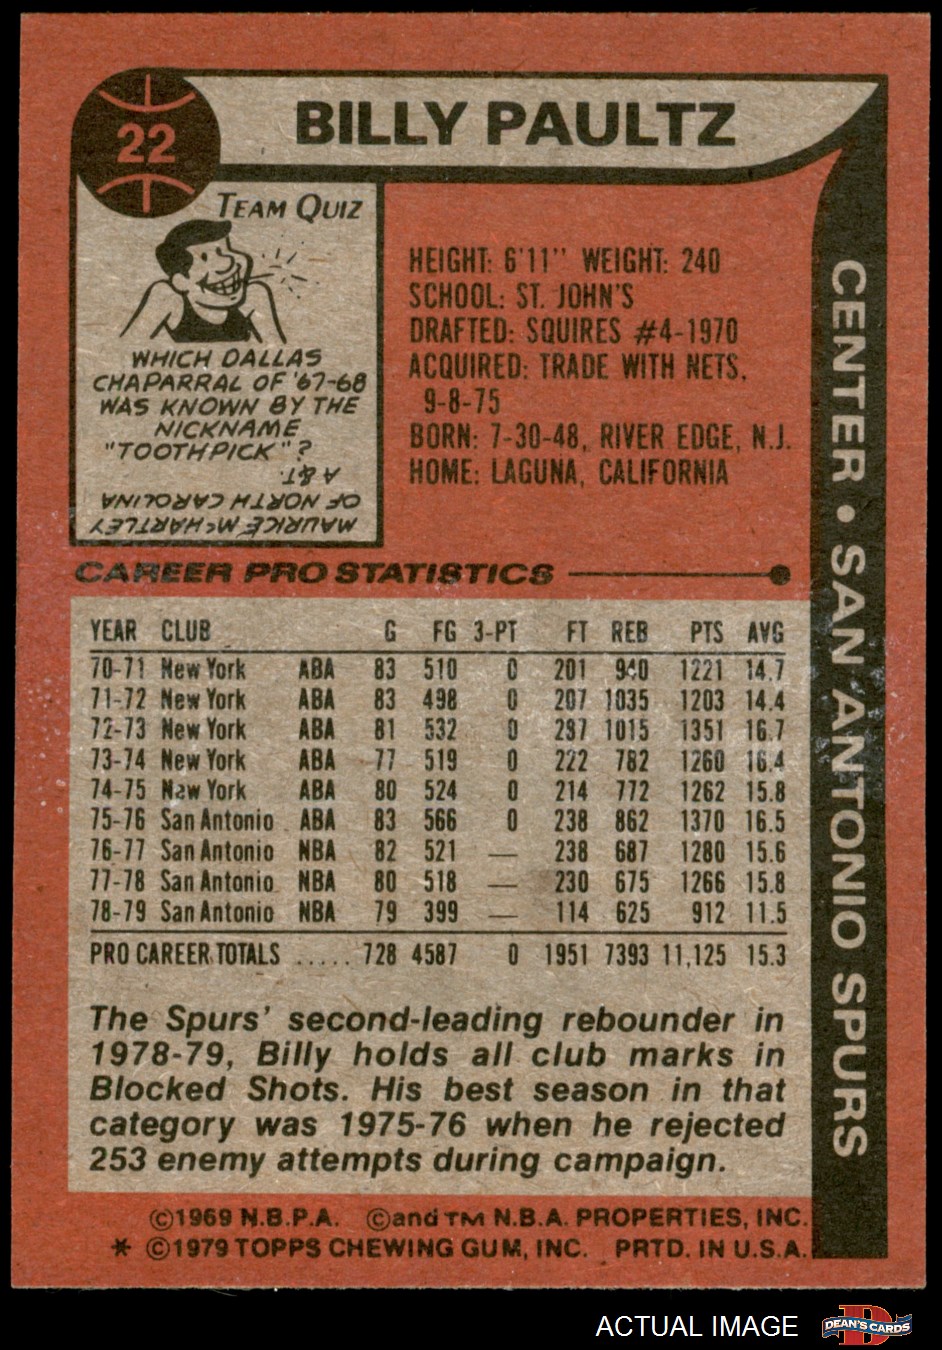 22
BILLY PAULTZ
TEAM QUIZ
WHICH DALLAS
CHAPARRAL OF '67-68
WAS KNOWN BY THE
NICKNAME
"TOOTHPICK"?
MAURICE McHARTLEY
OF NORTH CAROLINA
A & T.
HEIGHT: 6'11" WEIGHT: 240
SCHOOL: ST. JOHN'S
DRAFTED: SQUIRES #4-1970
ACQUIRED: TRADE WITH NETS,
9-8-75
BORN: 7-30-48, RIVER EDGE, N.J.
HOME: LAGUNA, CALIFORNIA
CENTER • SAN ANTONIO SPURS
CAREER PRO STATISTICS
YEAR CLUB G FG 3-PT FT REB PTS AVG
70-71 New York ABA 83 510 0 201 940 1221 14.7
71-72 New York ABA 83 498 0 207 1035 1203 14.4
72-73 New York ABA 81 532 0 287 1015 1351 16.7
73-74 New York ABA 77 519 0 222 782 1260 16.4
74-75 New York ABA 80 524 0 214 772 1262 15.8
75-76 San Antonio ABA 83 566 0 238 862 1370 16.5
76-77 San Antonio NBA 82 521 — 238 687 1280 15.6
77-78 San Antonio NBA 80 518 — 230 675 1266 15.8
78-79 San Antonio NBA 79 399 — 114 625 912 11.5
PRO CAREER TOTALS ..... 728 4587 0 1951 7393 11,125 15.3
The Spurs' second-leading rebounder in
1978-79, Billy holds all club marks in
Blocked Shots. His best season in that
category was 1975-76 when he rejected
253 enemy attempts during campaign.
©1969 N.B.P.A. ©and TM N.B.A. PROPERTIES, INC.
* ©1979 TOPPS CHEWING GUM, INC. PRTD. IN U.S.A.
ACTUAL IMAGE
D
DEAN'S CARDS